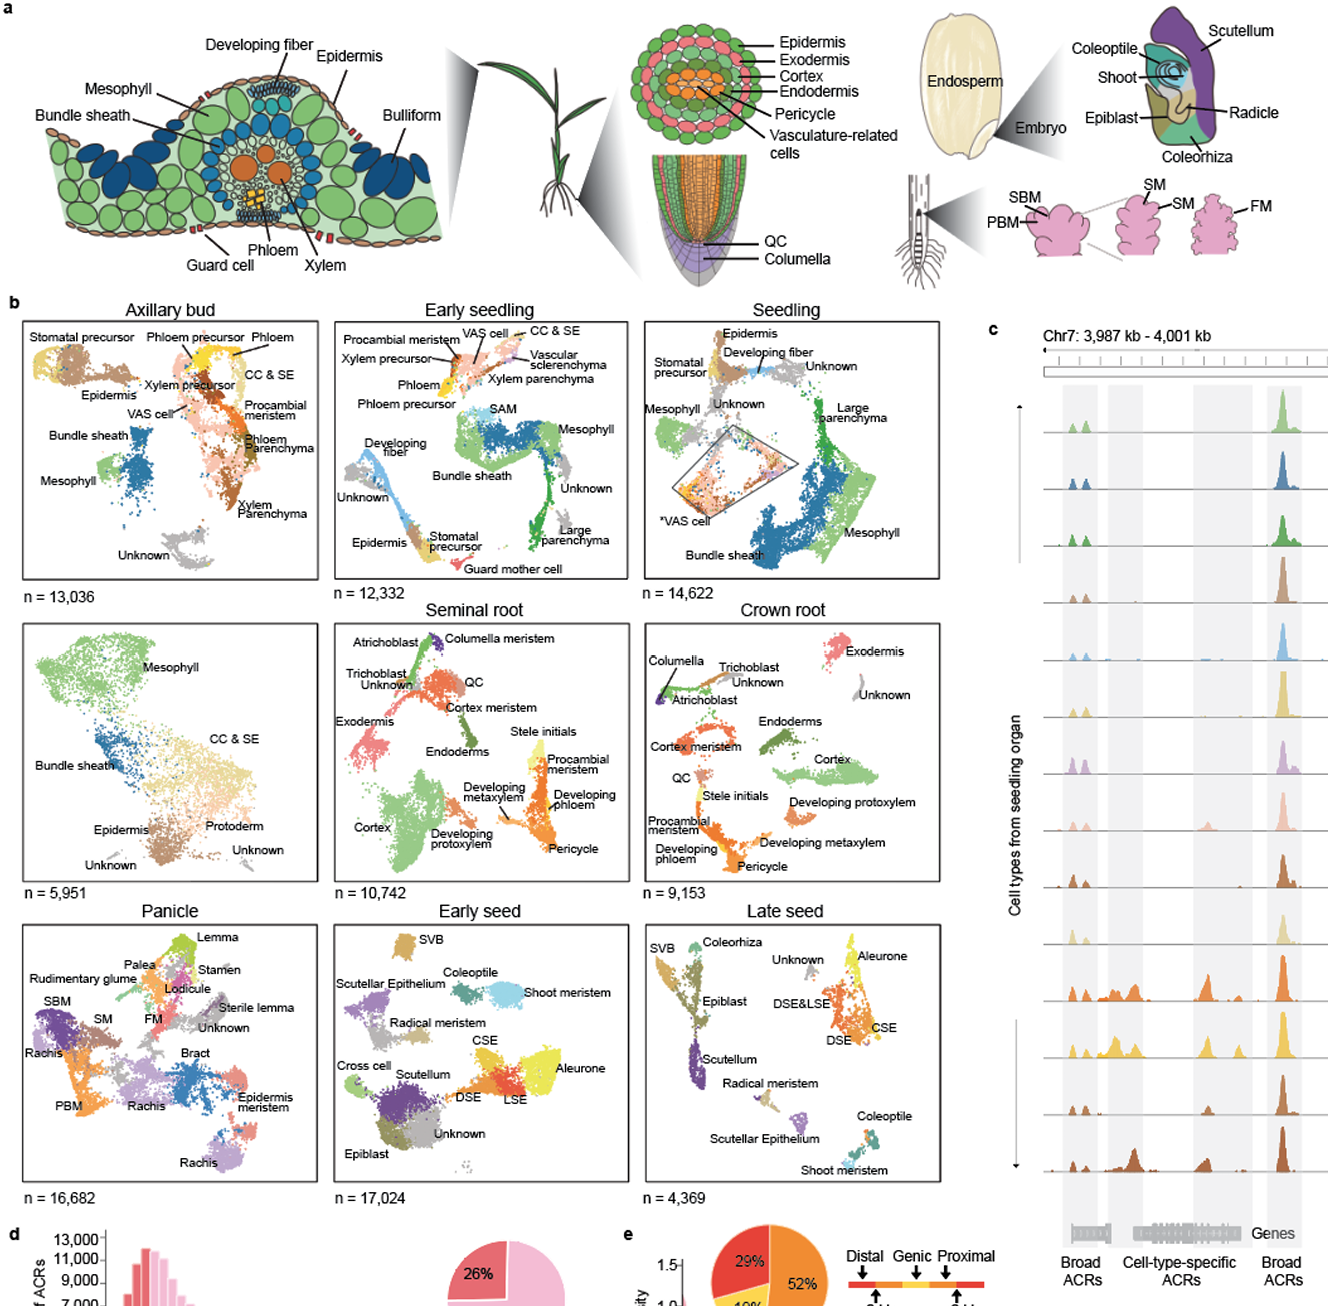 a
Developing fiber
Epidermis
Mesophyll
Bundle sheath
Bulliform
Phloem
Guard cell
Xylem
Epidermis
Exodermis
Cortex
Endodermis
Pericycle
Vasculature-related
cells
QC
Columella
Endosperm
Embryo
Coleoptile
Shoot
Epiblast
Scutellum
Radicle
Coleorhiza
SBM
PBM
SM
SM
FM
b
Axillary bud
Stomatal precursor
Phloem precursor
Phloem
CC & SE
Xylem precursor
Epidermis
VAS cell
Procambial
meristem
Bundle sheath
Phloem
Parenchyma
Mesophyll
Xylem
Parenchyma
Unknown
n = 13,036
Early seedling
Procambial meristem
VAS cell
CC & SE
Xylem precursor
Vascular
sclerenchyma
Phloem
Xylem parenchyma
Phloem precursor
SAM
Developing
fiber
Mesophyll
Bundle sheath
Unknown
Unknown
Epidermis
Stomatal
precursor
Large
parenchyma
Guard mother cell
n = 12,332
Seedling
Epidermis
Developing fiber
Stomatal
precursor
Unknown
Unknown
Mesophyll
Large
parenchyma
*VAS cell
Mesophyll
Bundle sheath
n = 14,622
Mesophyll
CC & SE
Bundle sheath
Epidermis
Protoderm
Unknown
Unknown
n = 5,951
Seminal root
Atrichoblast
Columella meristem
Trichoblast
Unknown
QC
Exodermis
Cortex meristem
Endoderms
Stele initials
Procambial
meristem
Developing
metaxylem
Developing
phloem
Cortex
Developing
protoxylem
Pericycle
n = 10,742
Crown root
Columella
Trichoblast
Unknown
Atrichoblast
Exodermis
Unknown
Endoderms
Cortex meristem
Cortex
QC
Stele initials
Developing protoxylem
Procambial
meristem
Developing
phloem
Developing metaxylem
Pericycle
n = 9,153
Panicle
Lemma
Palea
Stamen
Rudimentary glume
Lodicule
SBM
SM
FM
Sterile lemma
Unknown
Rachis
Bract
PBM
Rachis
Epidermis
meristem
Rachis
n = 16,682
Early seed
SVB
Scutellar Epithelium
Coleoptile
Shoot meristem
Radical meristem
CSE
Cross cell
Scutellum
Aleurone
DSE
LSE
Unknown
Epiblast
n = 17,024
Late seed
SVB
Coleorhiza
Unknown
Aleurone
Epiblast
DSE&LSE
CSE
DSE
Scutellum
Radical meristem
Scutellar Epithelium
Coleoptile
Shoot meristem
n = 4,369
c
Chr7: 3,987 kb - 4,001 kb
Cell types from seedling organ
Genes
Broad
ACRs
Cell-type-specific
ACRs
Broad
ACRs
d
13,000
11,000
9,000
7,000
of ACRs
26%
e
1.5
1.0
29%
52%
19%
Distal
Genic
Proximal